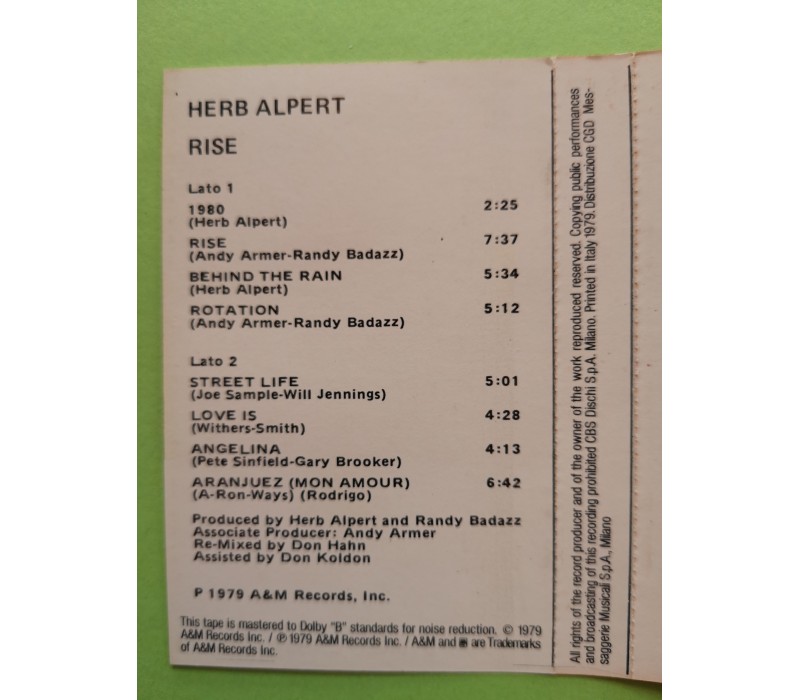 HERB ALPERT
RISE
Lato 1
1980 2:25
(Herb Alpert)
RISE 7:37
(Andy Armer-Randy Badazz)
BEHIND THE RAIN 5:34
(Herb Alpert)
ROTATION 5:12
(Andy Armer-Randy Badazz)
Lato 2
STREET LIFE 5:01
(Joe Sample-Will Jennings)
LOVE IS 4:28
(Withers-Smith)
ANGELINA 4:13
(Pete Sinfield-Gary Brooker)
ARANJUEZ (MON AMOUR) 6:42
(A-Ron-Ways) (Rodrigo)
Produced by Herb Alpert and Randy Badazz
Associate Producer: Andy Armer
Re-Mixed by Don Hahn
Assisted by Don Koldon
P 1979 A&M Records, Inc.
This tape is mastered to Dolby "B" standards for noise reduction. © 1979
A&M Records Inc. / ℗ 1979 A&M Records Inc. / A&M and are Trademarks
of A&M Records Inc.
All rights of the record producer and of the owner of the work reproduced reserved. Copying public performances
and broadcasting of this recording prohibited CBS Dischi S.p.A. Milano. Printed in Italy 1979. Distribuzione CGD Mes-
saggerie Musicali S.p.A., Milano